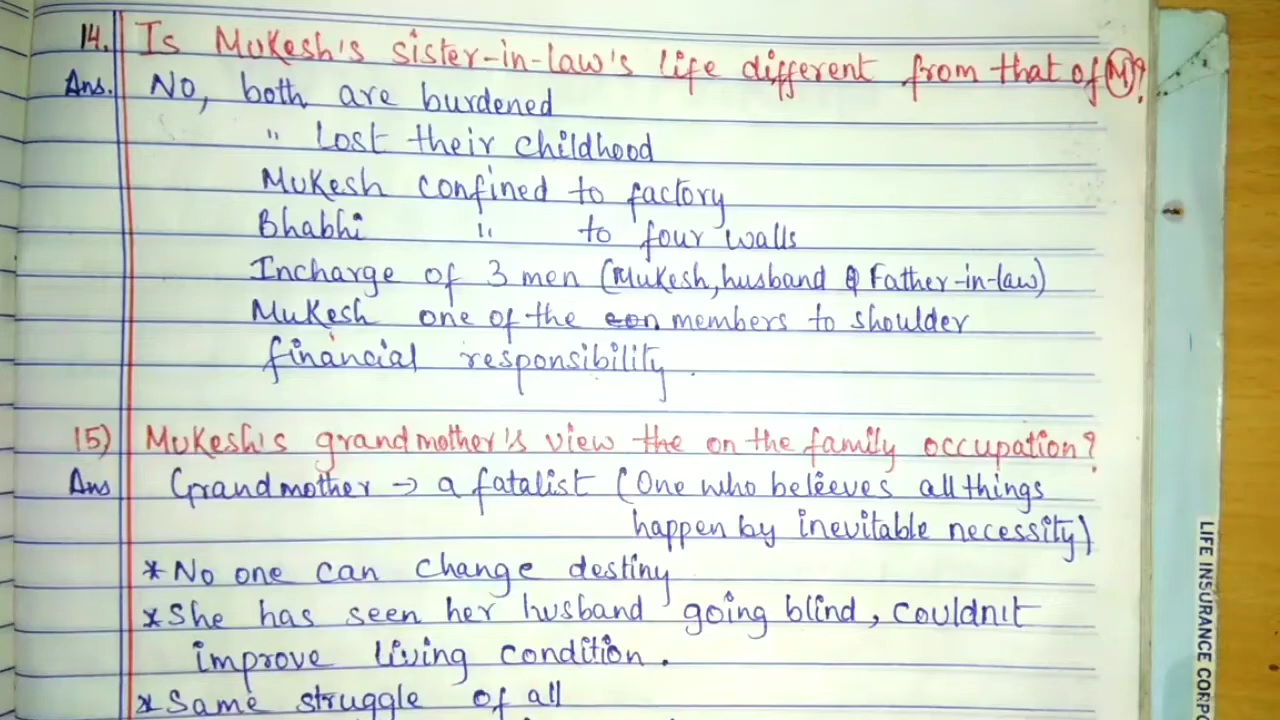 14. Is Mukesh's sister-in-law's life different from that of Ⓜ?
Ans. No, both are burdened
" Lost their childhood
Mukesh confined to factory
Bhabhi " to four walls
Incharge of 3 men (Mukesh, husband & Father-in-law)
Mukesh one of the members to shoulder
financial responsibility.
15) Mukesh's grandmother's view the on the family occupation?
Ans Grandmother → a fatalist (One who beleeves all things
happen by inevitable necessity)
* No one can change destiny
* She has seen her husband going blind, couldn't
improve living condition.
* Same struggle of all
LIFE INSURANCE CORPO